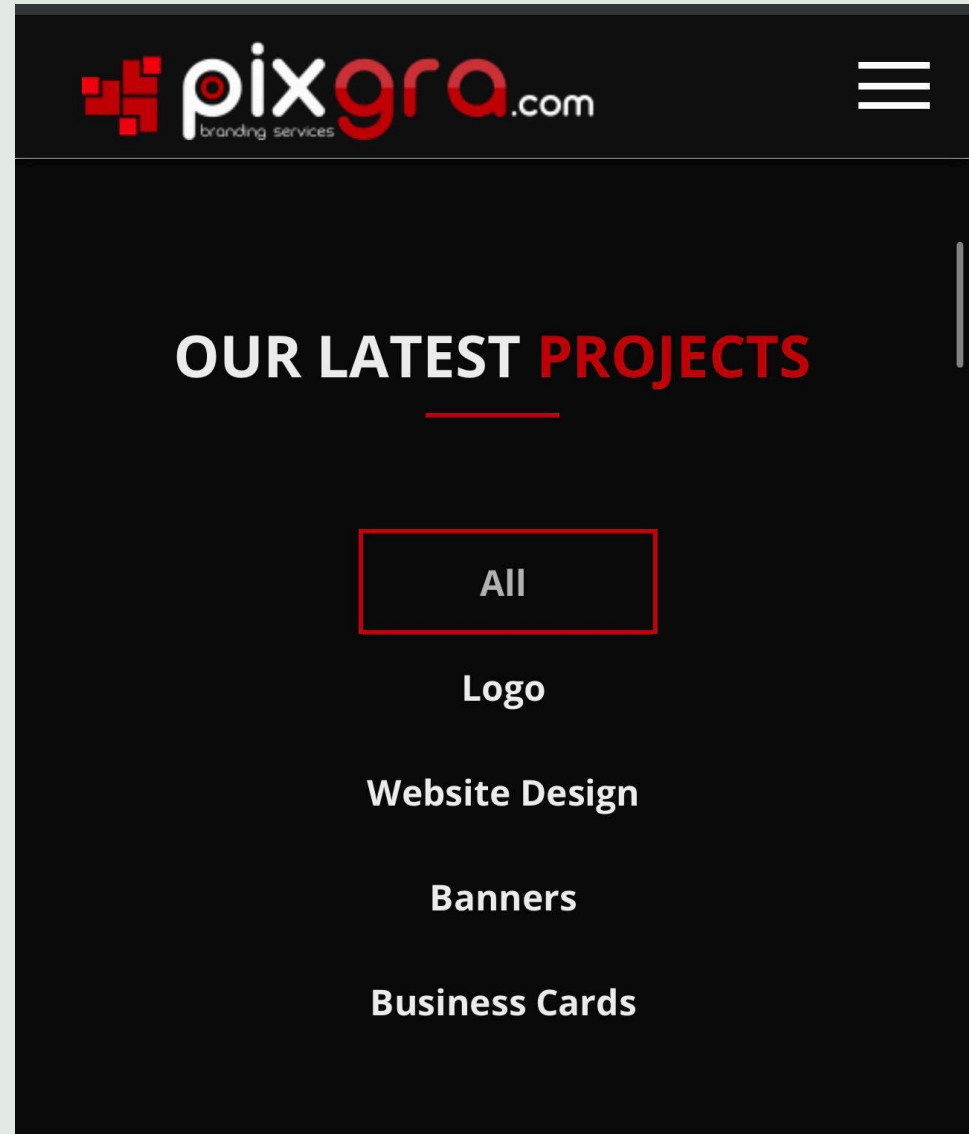 pixgra.com
branding services
OUR LATEST PROJECTS
All
Logo
Website Design
Banners
Business Cards